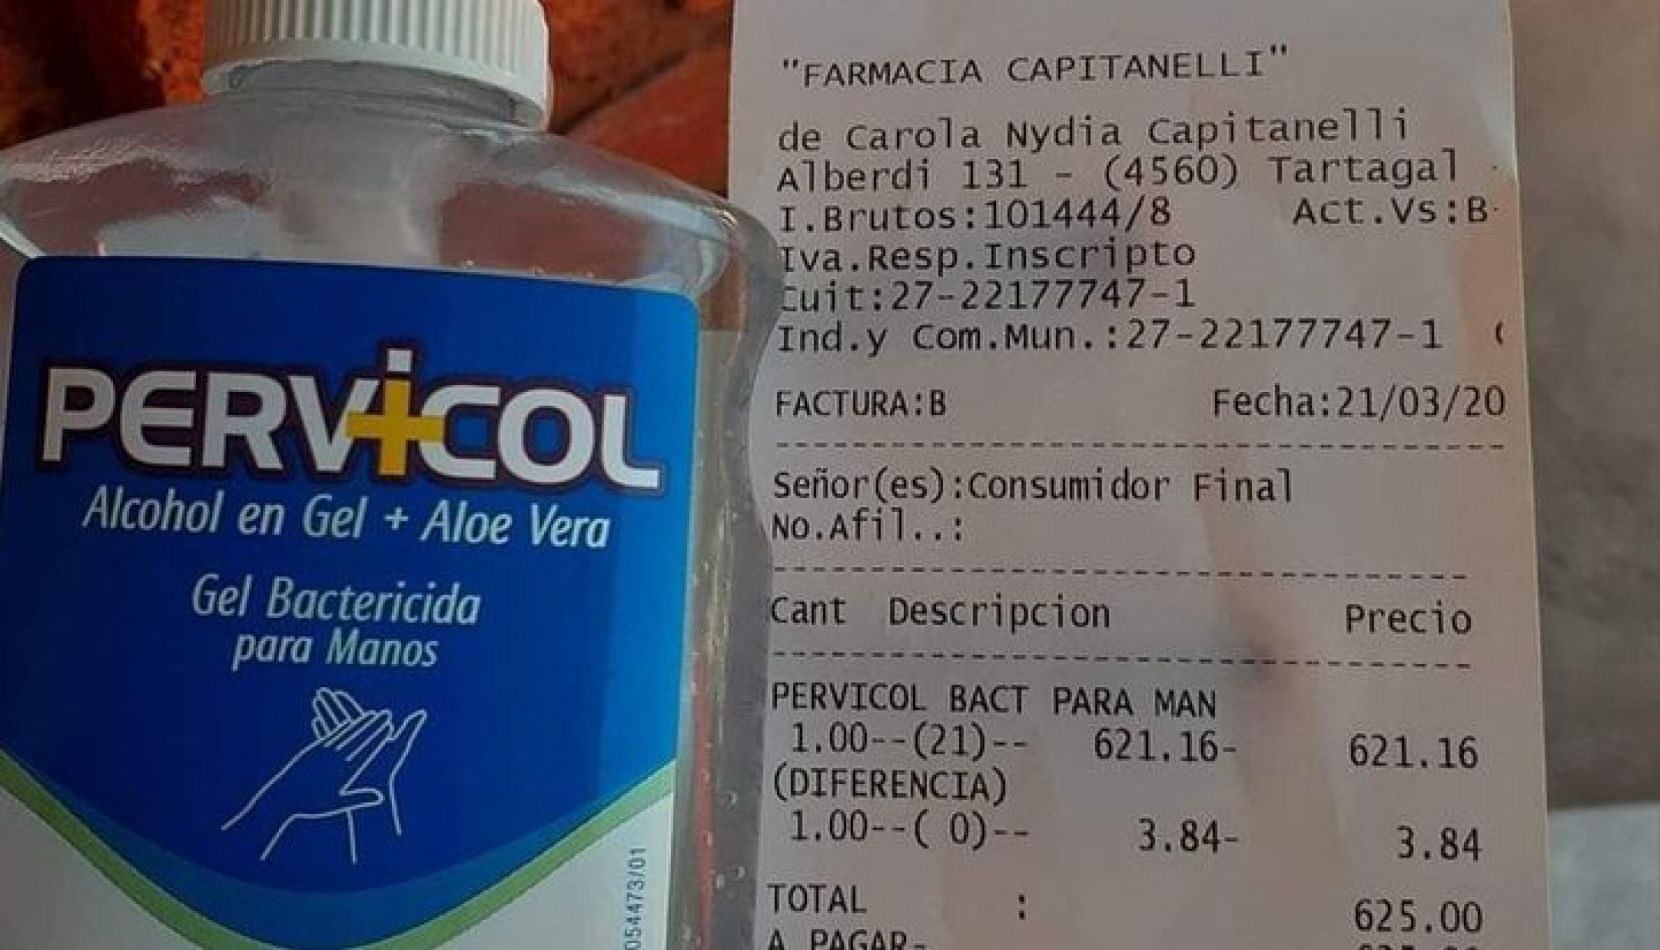 PERVICOL
Alcohol en Gel + Aloe Vera
Gel Bactericida
para Manos
054473/01
"FARMACIA CAPITANELLI"
de Carola Nydia Capitanelli
Alberdi 131 - (4560) Tartagal
I.Brutos:101444/8 Act.Vs:B
Iva.Resp.Inscripto
Cuit:27-22177747-1
Ind.y Com.Mun.:27-22177747-1
FACTURA:B Fecha:21/03/20
Señor(es):Consumidor Final
No.Afil..:
Cant Descripcion Precio
PERVICOL BACT PARA MAN
1.00--(21)-- 621.16- 621.16
(DIFERENCIA)
1.00--( 0)-- 3.84- 3.84
TOTAL : 625.00
A PAGAR-